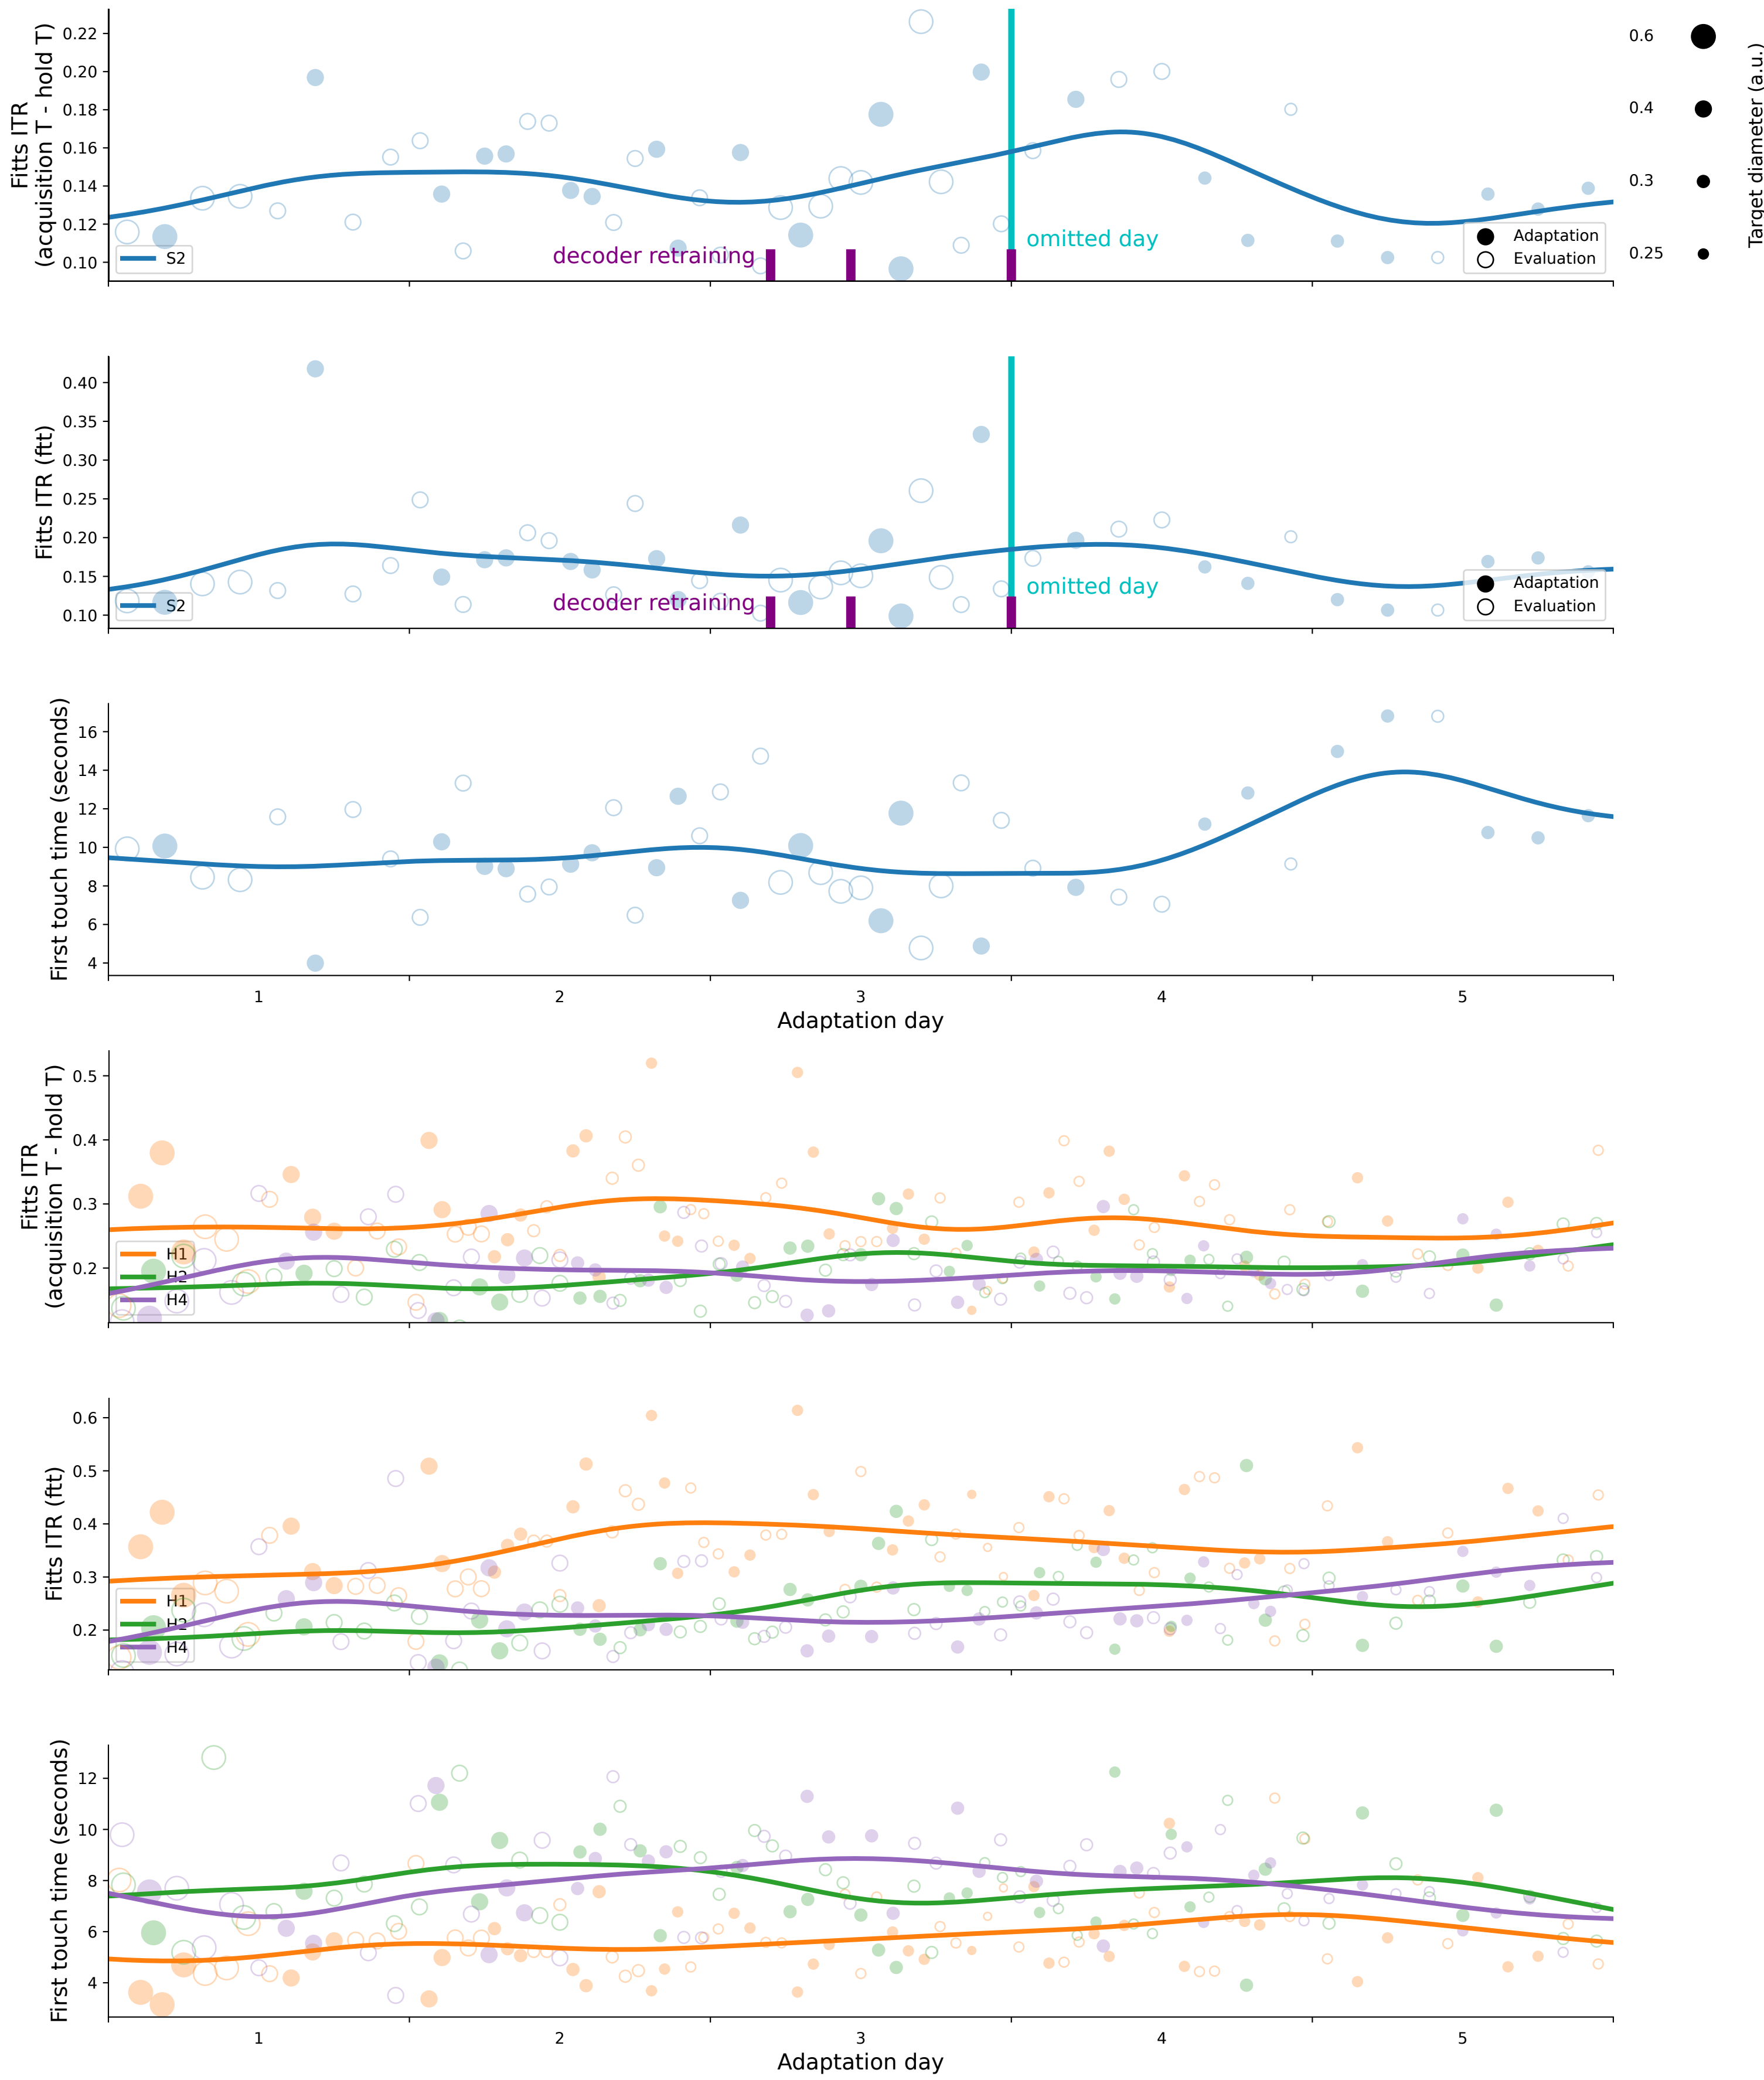 Fitts ITR
(acquisition T - hold T)
0.22
0.20
0.18
0.16
0.14
0.12
0.10
S2
decoder retraining
omitted day
Adaptation
Evaluation
0.6
0.4
0.3
0.25
Target diameter (a.u.)
Fitts ITR (ftt)
0.40
0.35
0.30
0.25
0.20
0.15
0.10
S2
decoder retraining
omitted day
Adaptation
Evaluation
First touch time (seconds)
16
14
12
10
8
6
4
1 2 3 4 5
Adaptation day
Fitts ITR
(acquisition T - hold T)
0.5
0.4
0.3
0.2
H1
H2
H4
Fitts ITR (ftt)
0.6
0.5
0.4
0.3
0.2
H1
H2
H4
First touch time (seconds)
12
10
8
6
4
1 2 3 4 5
Adaptation day